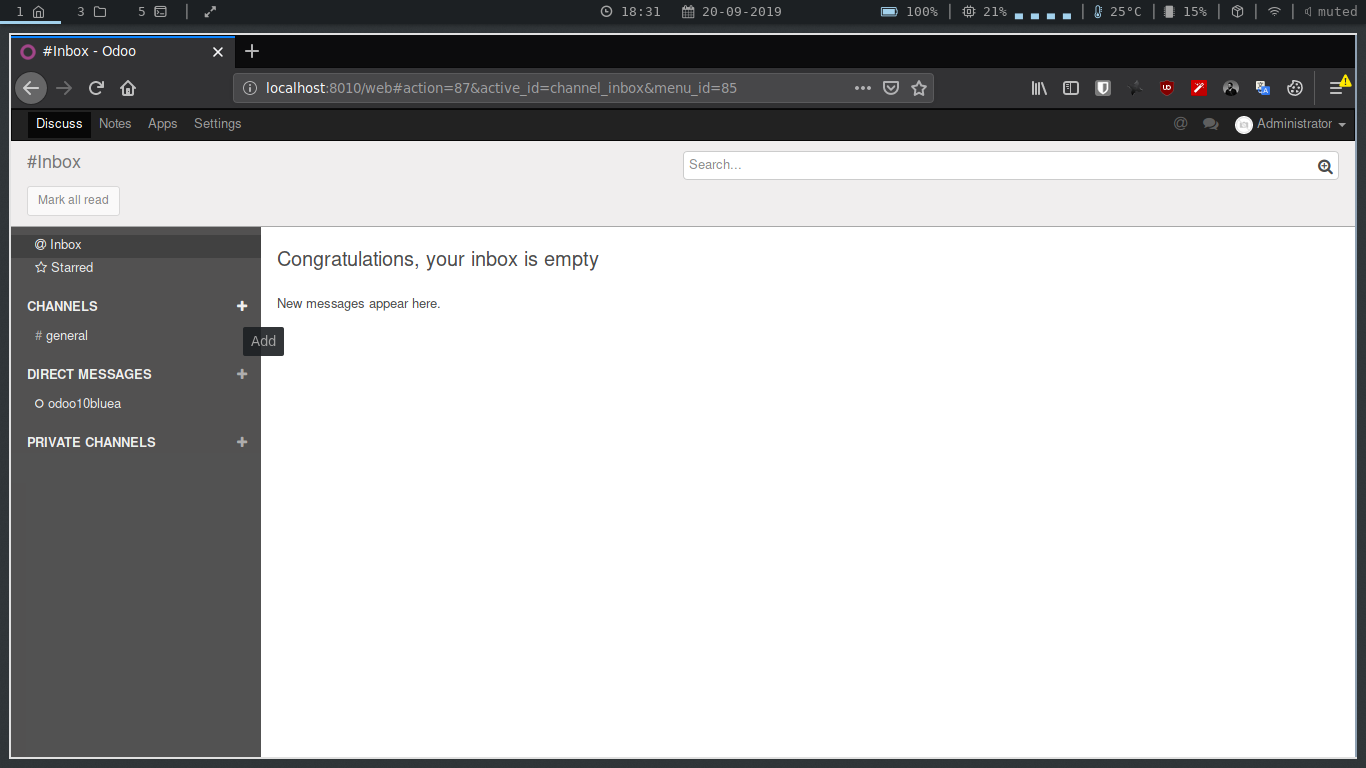 1 3 5 18:31 20-09-2019 100% 21% 25°C 15% muted
#Inbox - Odoo
localhost:8010/web#action=87&active_id=channel_inbox&menu_id=85
Discuss Notes Apps Settings @ Administrator
#Inbox
Search...
Mark all read
@ Inbox
Starred
CHANNELS +
# general
Add
DIRECT MESSAGES +
odoo10bluea
PRIVATE CHANNELS +
Congratulations, your inbox is empty
New messages appear here.